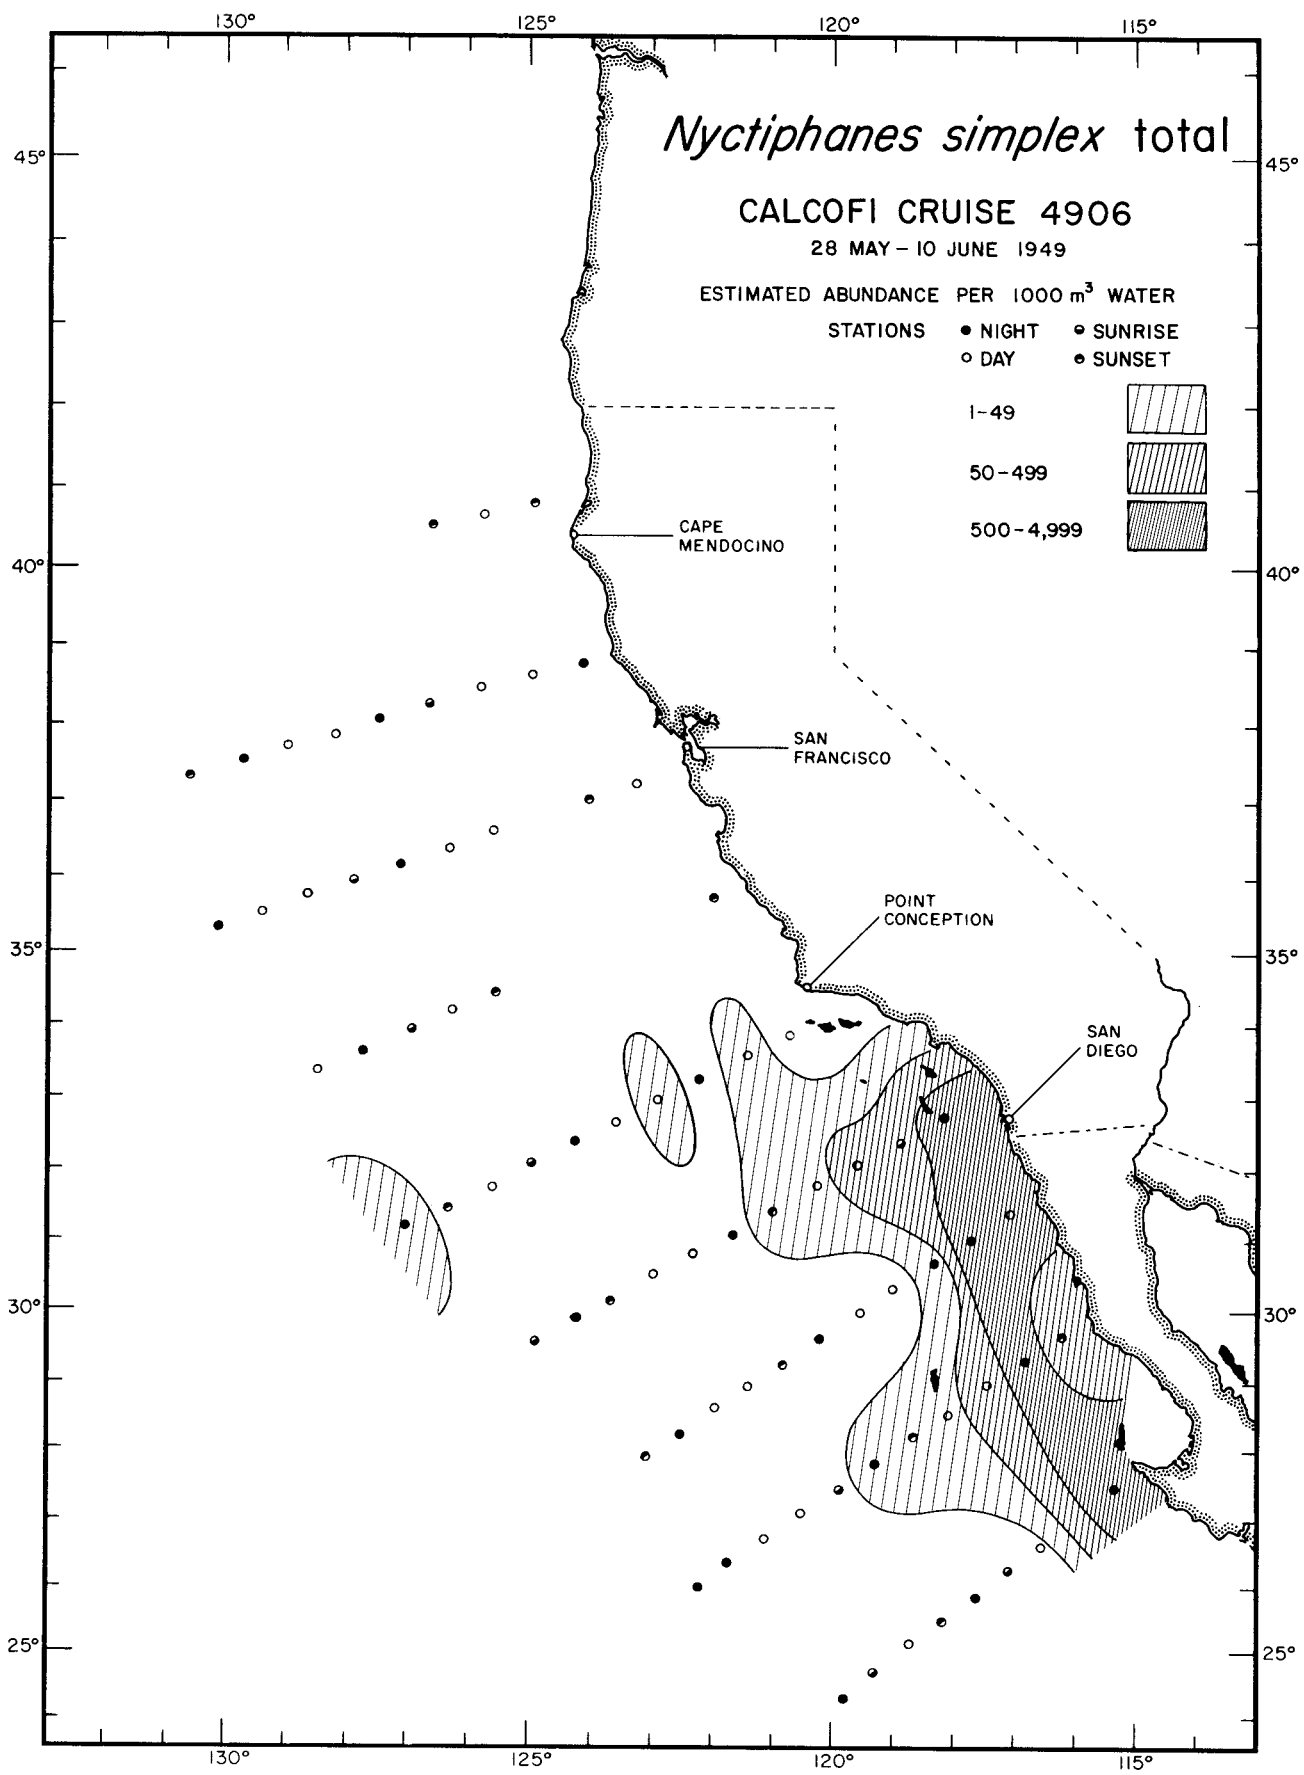 130° 125° 120° 115°
Nyctiphanes simplex total
45° 45°
CALCOFI CRUISE 4906
28 MAY – 10 JUNE 1949
ESTIMATED ABUNDANCE PER 1000 m³ WATER
STATIONS ● NIGHT ◒ SUNRISE
○ DAY ◓ SUNSET
1–49
50–499
500–4,999
CAPE
MENDOCINO
40° 40°
SAN
FRANCISCO
POINT
CONCEPTION
35° 35°
SAN
DIEGO
30° 30°
25° 25°
130° 125° 120° 115°